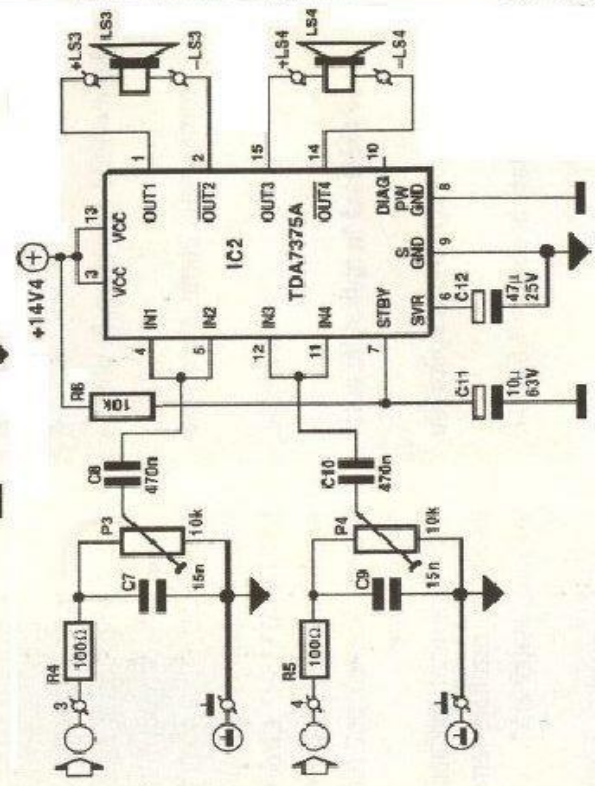 +LS3
LS3
-LS3
+LS4
LS4
-LS4
1
2
15
14
10
13
3
+14V4
VCC
VCC
OUT1
OUT2
OUT3
OUT4
DIAG
PW
GND
8
IC2
TDA7375A
S
GND
9
IN1
IN2
IN3
IN4
STBY
SVR
4
5
12
11
7
6
C12
47µ
25V
R6
10k
C11
10µ
63V
C8
470n
C10
470n
P3
10k
C7
15n
R4
100Ω
3
P4
10k
C9
15n
R5
100Ω
4